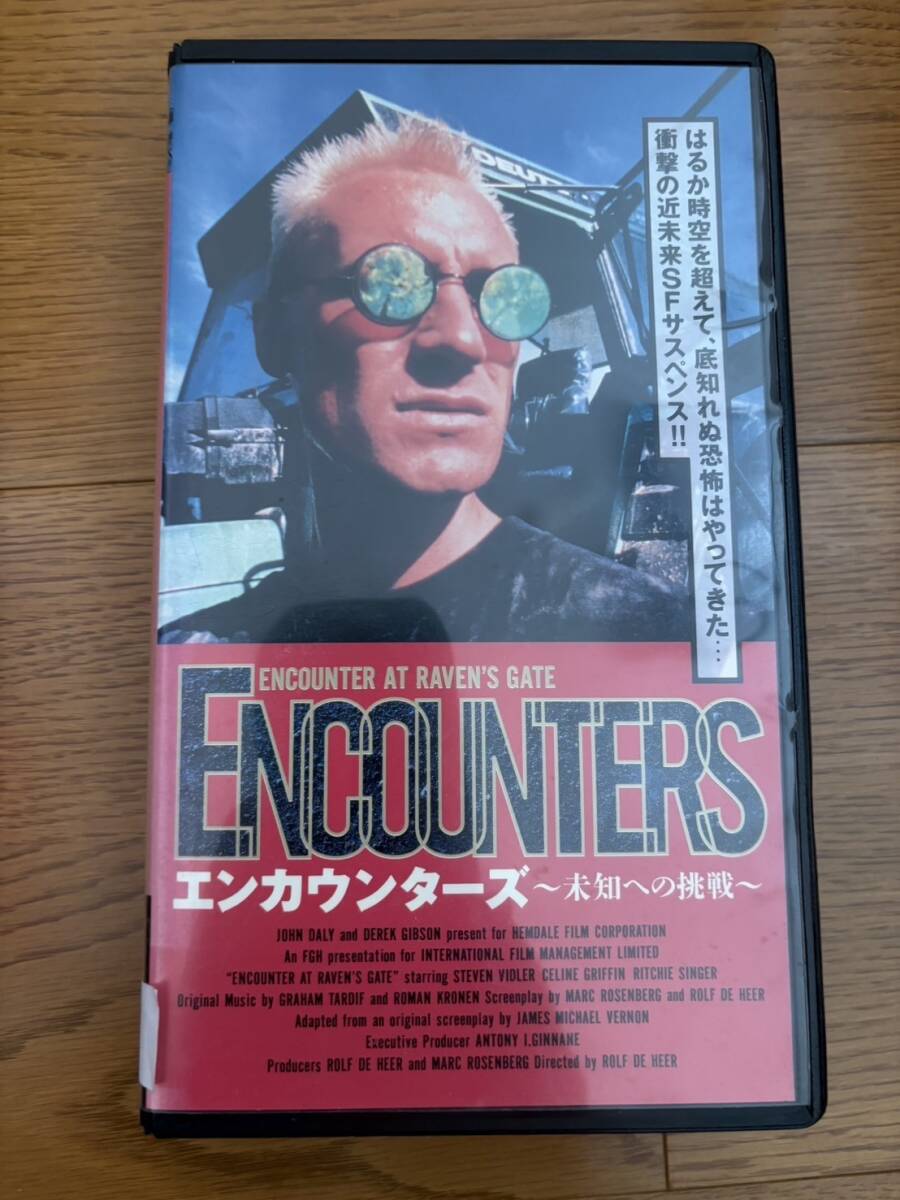 はるか時空を超えて、底知れぬ恐怖はやってきた…
衝撃の近未来SFサスペンス!!
ENCOUNTER AT RAVEN'S GATE
ENCOUNTERS
エンカウンターズ～未知への挑戦～
JOHN DALY and DEREK GIBSON present for HEMDALE FILM CORPORATION
An FGH presentation for INTERNATIONAL FILM MANAGEMENT LIMITED
"ENCOUNTER AT RAVEN'S GATE" starring STEVEN VIDLER CELINE GRIFFIN RITCHIE SINGER
Original Music by GRAHAM TARDIF and ROMAN KRONEN Screenplay by MARC ROSENBERG and ROLF DE HEER
Adapted from an original screenplay by JAMES MICHAEL VERNON
Executive Producer ANTONY I.GINNANE
Producers ROLF DE HEER and MARC ROSENBERG Directed by ROLF DE HEER